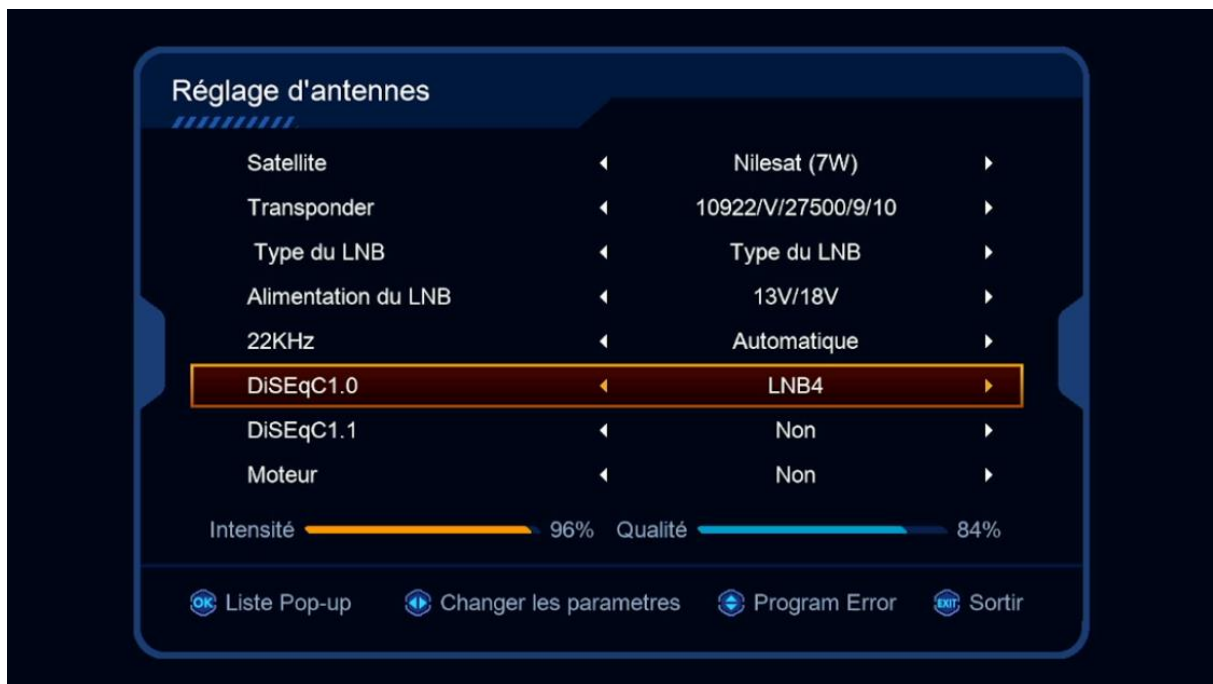 Réglage d'antennes
Satellite Nilesat (7W)
Transponder 10922/V/27500/9/10
Type du LNB Type du LNB
Alimentation du LNB 13V/18V
22KHz Automatique
DiSEqC1.0 LNB4
DiSEqC1.1 Non
Moteur Non
Intensité 96% Qualité 84%
OK Liste Pop-up Changer les parametres Program Error EXIT Sortir